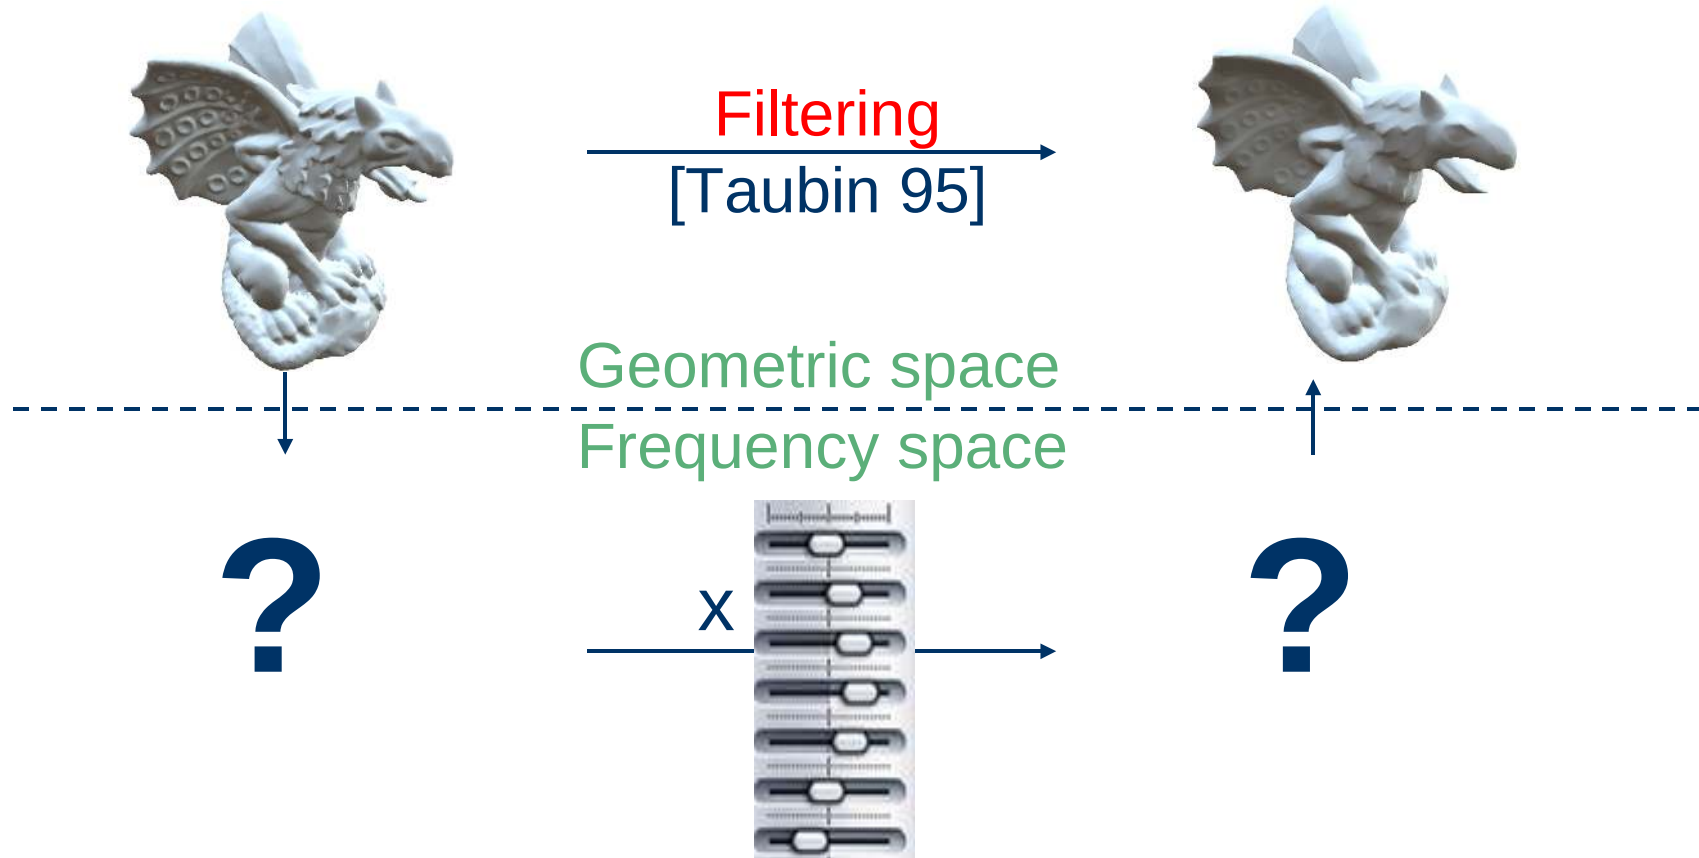 Filtering
[Taubin 95]
Geometric space
Frequency space
?
x
?